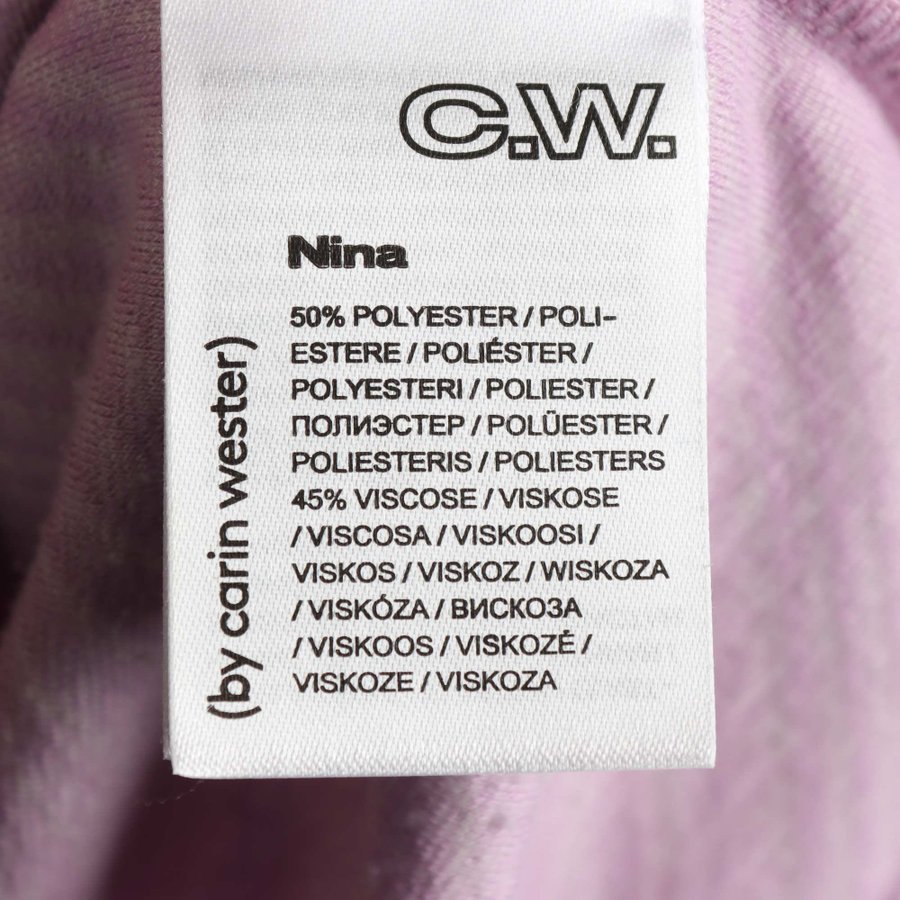 C.W.
Nina
50% POLYESTER / POLI-
ESTERE / POLIÉSTER /
POLYESTERI / POLIESTER /
ПОЛИЭСТЕР / POLÜESTER /
POLIESTERIS / POLIESTERS
45% VISCOSE / VISKOSE
/ VISCOSA / VISKOOSI /
VISKOS / VISKOZ / WISKOZA
/ VISKÓZA / ВИСКОЗА
/ VISKOOS / VISKOZĖ /
VISKOZE / VISKOZA
(by carin wester)